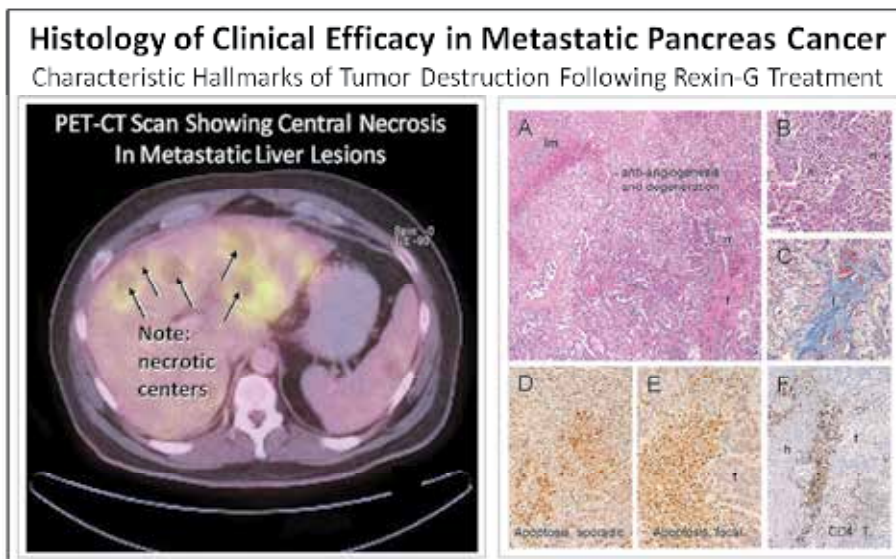 Histology of Clinical Efficacy in Metastatic Pancreas Cancer
Characteristic Hallmarks of Tumor Destruction Following Rexin-G Treatment
PET-CT Scan Showing Central Necrosis
In Metastatic Liver Lesions
Note:
necrotic
centers
A
anti-angiogenesis
and degeneration
B
n
C
D
Apoptosis, sporadic
E
t
Apoptosis, focal
F
h
t
CD4 T.